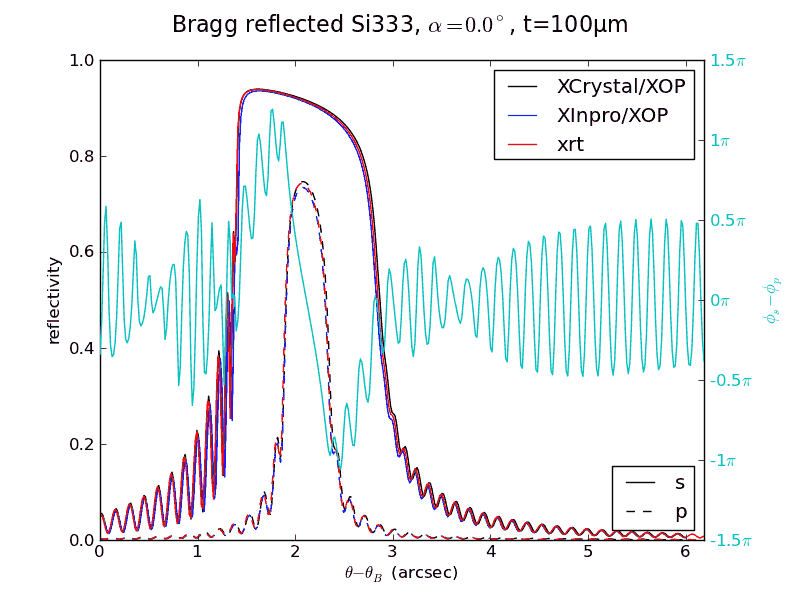 Bragg reflected Si333, α=0.0°, t=100μm
1.0
0.8
0.6
0.4
0.2
0.0
reflectivity
XCrystal/XOP
XInpro/XOP
xrt
s
p
1.5π
1π
0.5π
0π
-0.5π
-1π
-1.5π
ϕs−ϕp
0 1 2 3 4 5 6
θ−θB (arcsec)